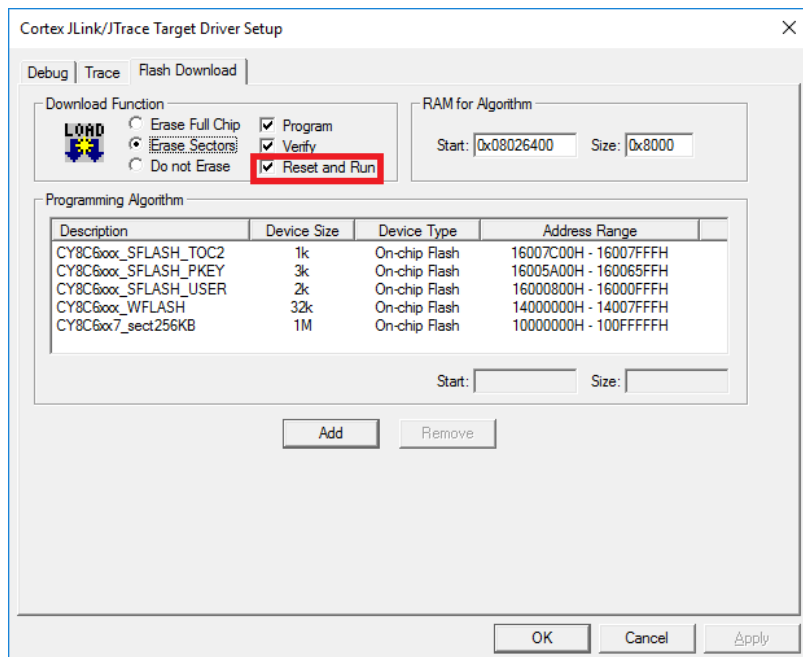 Cortex JLink/JTrace Target Driver Setup
Debug Trace Flash Download
Download Function
LOAD
Erase Full Chip
Erase Sectors
Do not Erase
Program
Verify
Reset and Run
RAM for Algorithm
Start: 0x08026400 Size: 0x8000
Programming Algorithm
Description Device Size Device Type Address Range
CY8C6xxx_SFLASH_TOC2 1k On-chip Flash 16007C00H - 16007FFFH
CY8C6xxx_SFLASH_PKEY 3k On-chip Flash 16005A00H - 160065FFH
CY8C6xxx_SFLASH_USER 2k On-chip Flash 16000800H - 16000FFFH
CY8C6xxx_WFLASH 32k On-chip Flash 14000000H - 14007FFFH
CY8C6xx7_sect256KB 1M On-chip Flash 10000000H - 100FFFFFH
Start: Size:
Add Remove
OK Cancel Apply